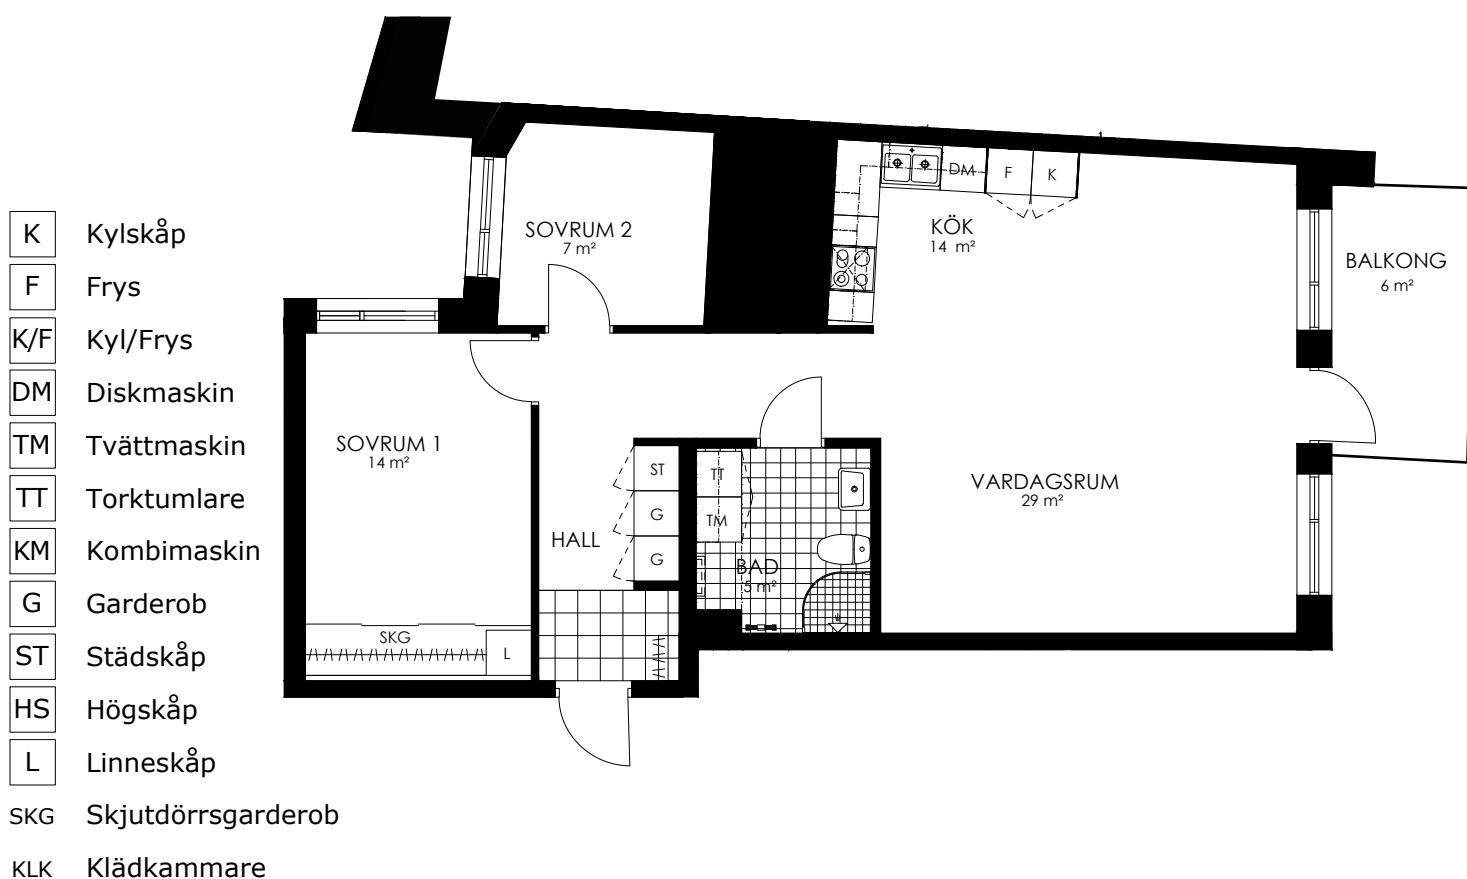 K Kylskåp
F Frys
K/F Kyl/Frys
DM Diskmaskin
TM Tvättmaskin
TT Torktumlare
KM Kombimaskin
G Garderob
ST Städskåp
HS Högskåp
L Linneskåp
SKG Skjutdörrsgarderob
KLK Klädkammare
SOVRUM 2
7 m²
DM
F
K
KÖK
14 m²
BALKONG
6 m²
SOVRUM 1
14 m²
SKG
L
HALL
ST
G
G
TT
TM
BAD
5 m²
VARDAGSRUM
29 m²